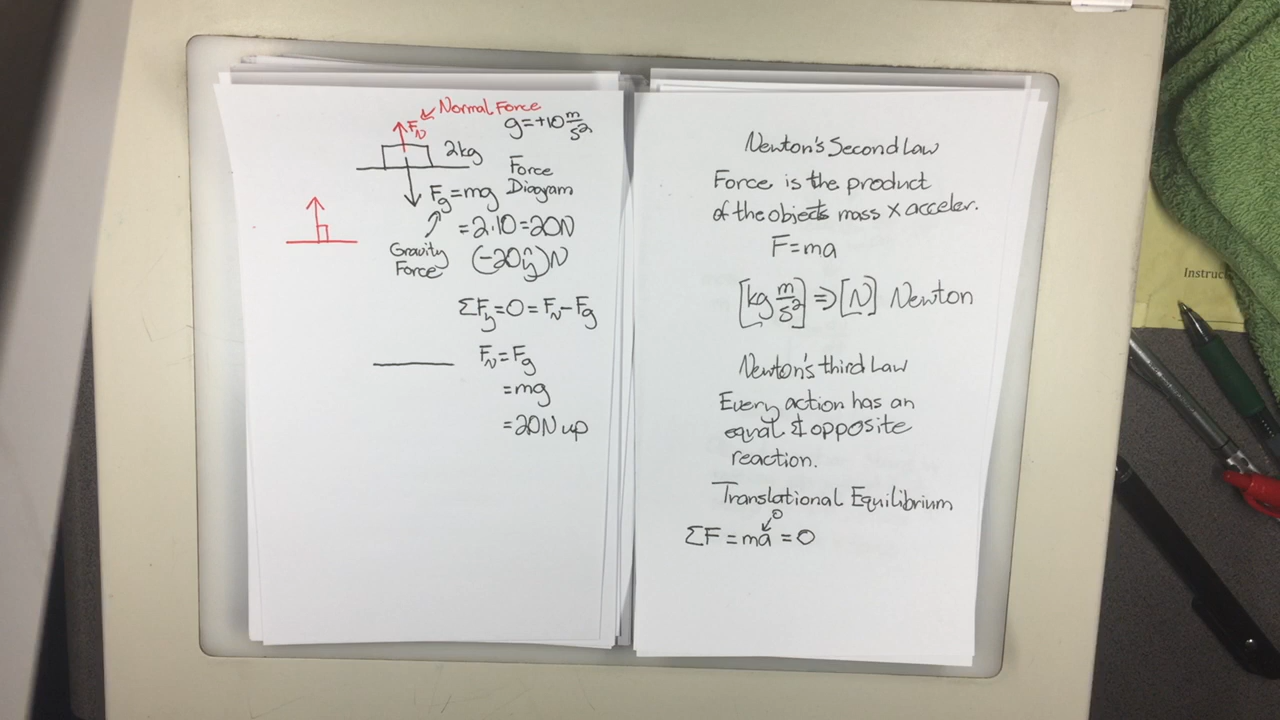 Normal Force
F_N
g=+10 m/s²
2kg
Force
Diagram
F_g=mg
=2·10=20N
Gravity
Force
(-20ŷ)N
ΣF_y=0=F_N-F_g
F_N=F_g
=mg
=20N up
Newton's Second Law
Force is the product
of the objects mass x acceler.
F=ma
[kg m/s²]⇒[N] Newton
Newton's third Law
Every action has an
equal & opposite
reaction.
Translational Equilibrium
0
ΣF=ma=0
Instruc